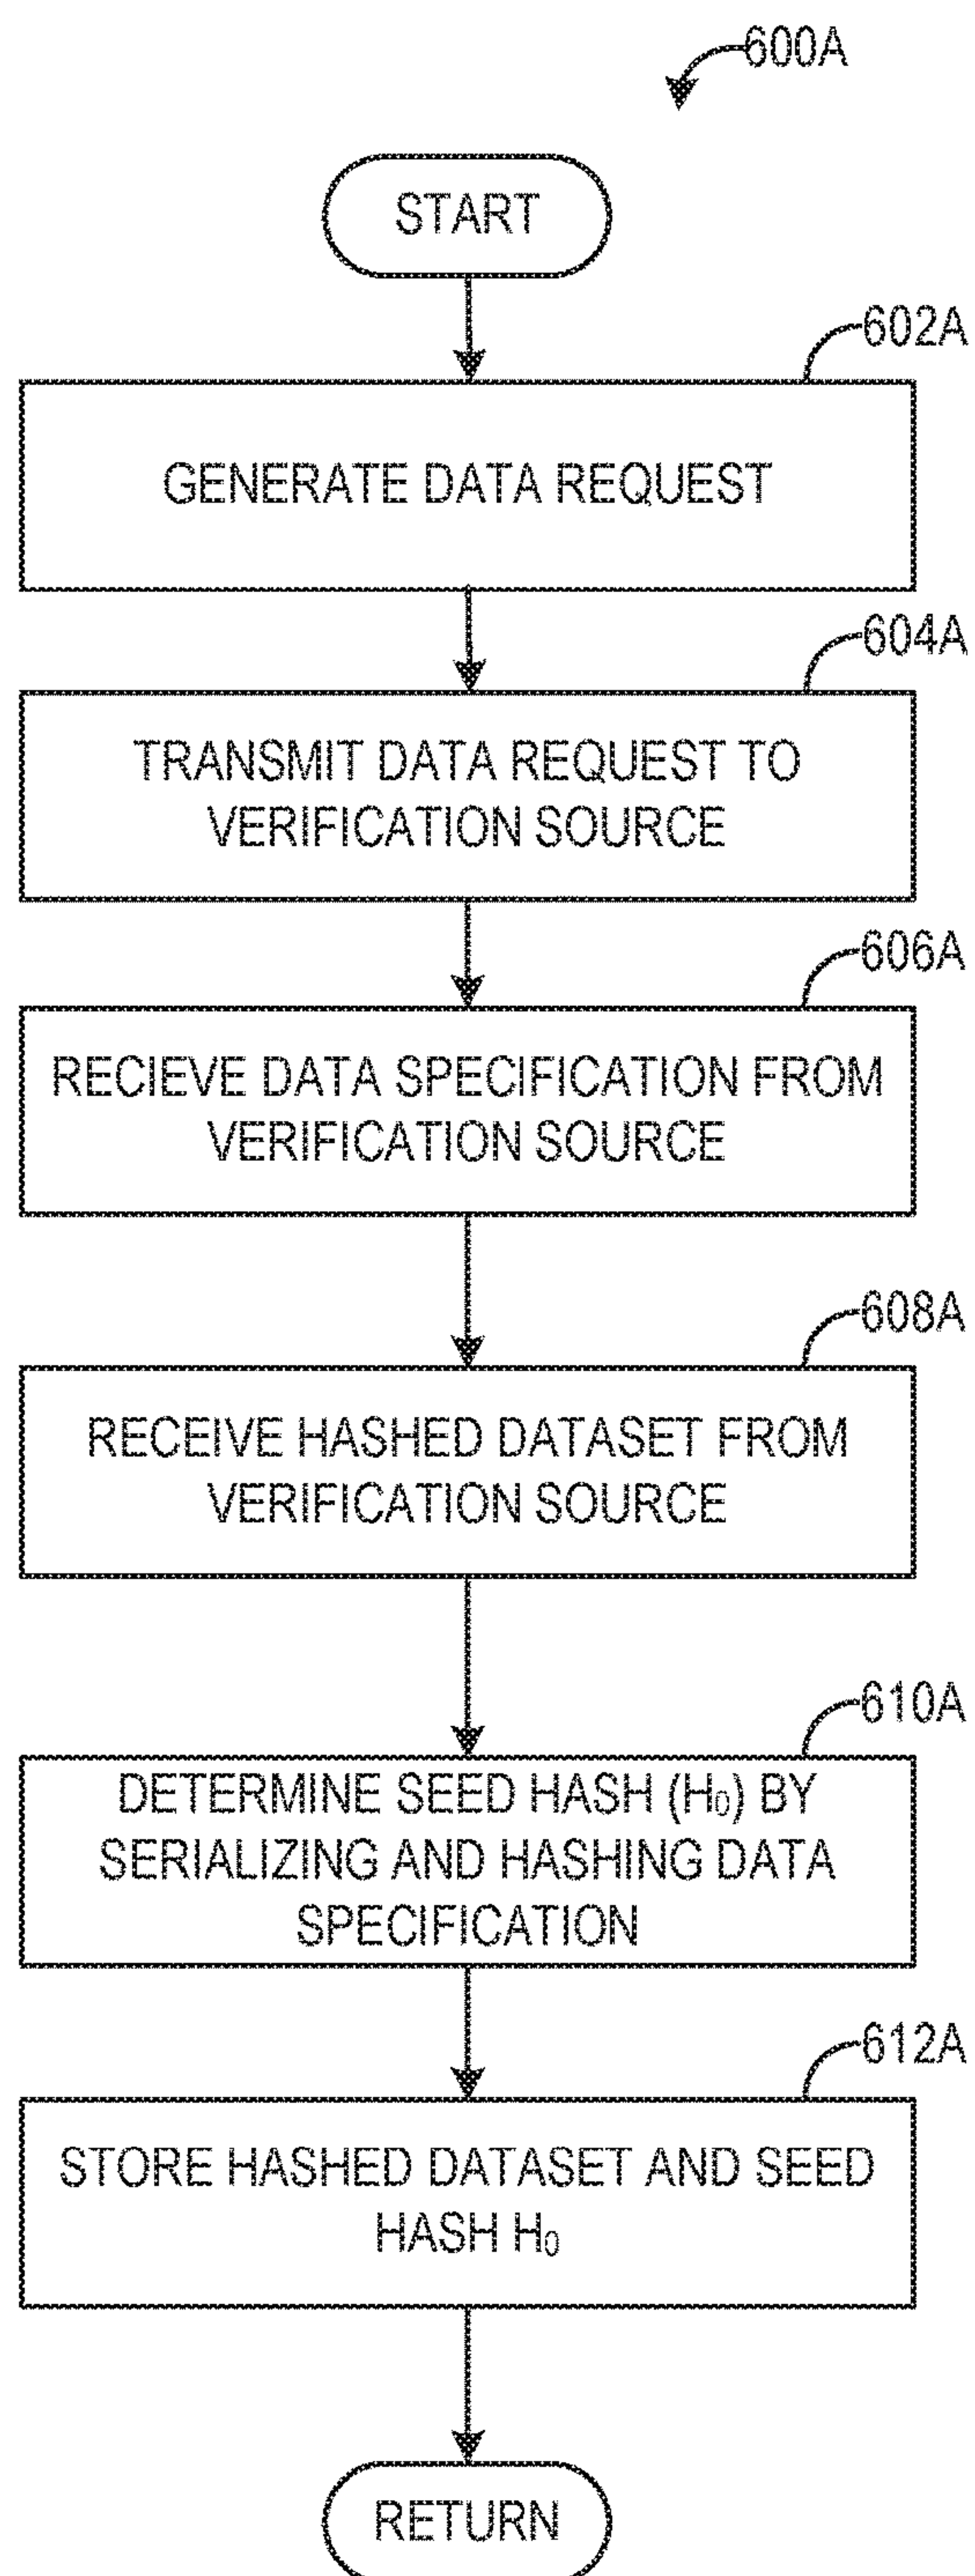 600A
START
602A
GENERATE DATA REQUEST
604A
TRANSMIT DATA REQUEST TO
VERIFICATION SOURCE
606A
RECIEVE DATA SPECIFICATION FROM
VERIFICATION SOURCE
608A
RECEIVE HASHED DATASET FROM
VERIFICATION SOURCE
610A
DETERMINE SEED HASH (H₀) BY
SERIALIZING AND HASHING DATA
SPECIFICATION
612A
STORE HASHED DATASET AND SEED
HASH H₀
RETURN